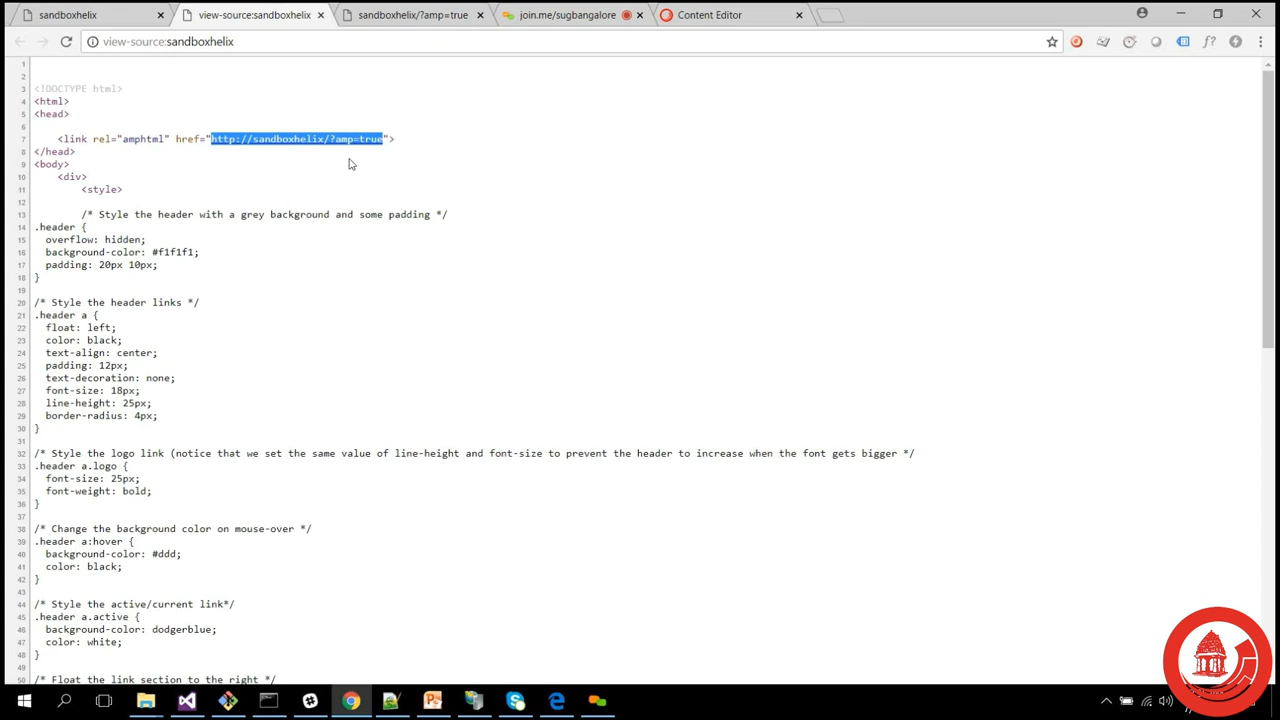 sandboxhelix
view-source:sandboxhelix
sandboxhelix/?amp=true
join.me/sugbangalore
Content Editor
view-source:sandboxhelix
f?
1
2
3 <!DOCTYPE html>
4 <html>
5 <head>
6
7 <link rel="amphtml" href="http://sandboxhelix/?amp=true">
8 </head>
9 <body>
10 <div>
11 <style>
12
13 /* Style the header with a grey background and some padding */
14 .header {
15 overflow: hidden;
16 background-color: #f1f1f1;
17 padding: 20px 10px;
18 }
19
20 /* Style the header links */
21 .header a {
22 float: left;
23 color: black;
24 text-align: center;
25 padding: 12px;
26 text-decoration: none;
27 font-size: 18px;
28 line-height: 25px;
29 border-radius: 4px;
30 }
31
32 /* Style the logo link (notice that we set the same value of line-height and font-size to prevent the header to increase when the font gets bigger */
33 .header a.logo {
34 font-size: 25px;
35 font-weight: bold;
36 }
37
38 /* Change the background color on mouse-over */
39 .header a:hover {
40 background-color: #ddd;
41 color: black;
42 }
43
44 /* Style the active/current link*/
45 .header a.active {
46 background-color: dodgerblue;
47 color: white;
48 }
49
50 /* Float the link section to the right */